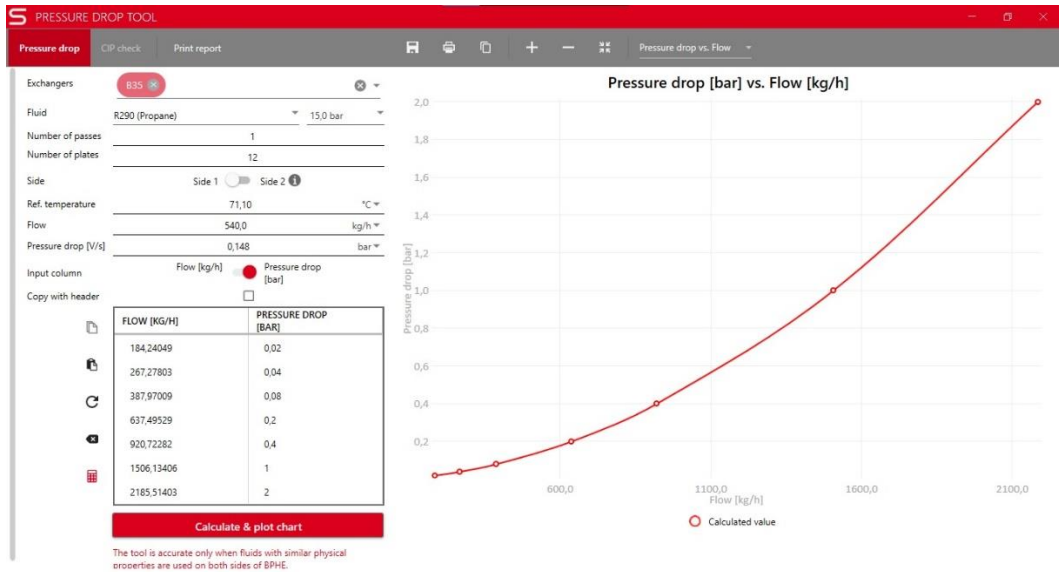 S PRESSURE DROP TOOL
Pressure drop CIP check Print report Pressure drop vs. Flow
Exchangers B35
Fluid R290 (Propane) 15,0 bar
Number of passes 1
Number of plates 12
Side Side 1 Side 2
Ref. temperature 71,10 °C
Flow 540,0 kg/h
Pressure drop [V/s] 0,148 bar
Input column Flow [kg/h] Pressure drop
[bar]
Copy with header
FLOW [KG/H] PRESSURE DROP
[BAR]
184,24049 0,02
267,27803 0,04
387,97009 0,08
637,49529 0,2
920,72282 0,4
1506,13406 1
2185,51403 2
Calculate & plot chart
The tool is accurate only when fluids with similar physical
properties are used on both sides of BPHE.
Pressure drop [bar] vs. Flow [kg/h]
Pressure drop [bar]
2,0
1,8
1,6
1,4
1,2
1,0
0,8
0,6
0,4
0,2
600,0 1100,0 1600,0 2100,0
Flow [kg/h]
Calculated value